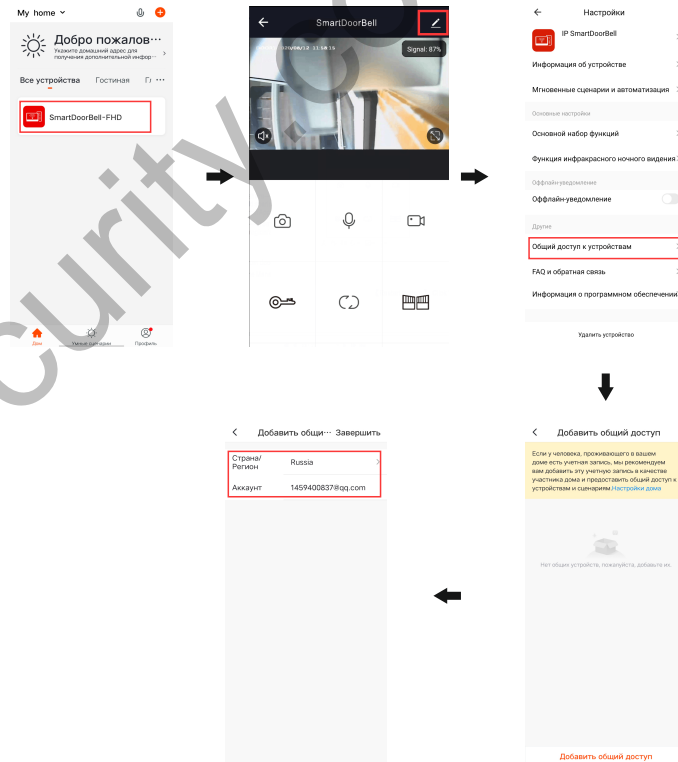 My home
Добро пожалов···
Укажите домашний адрес для
получения дополнительной инфор···
Все устройства Гостиная Гл ···
SmartDoorBell-FHD
Дом Умные сценарии Профиль
SmartDoorBell
Signal: 87%
Настройки
IP SmartDoorBell
Информация об устройстве
Мгновенные сценарии и автоматизация
Основные настройки
Основной набор функций
Функция инфракрасного ночного видения
Оффлайн-уведомление
Оффлайн-уведомление
Другие
Общий доступ к устройствам
FAQ и обратная связь
Информация о программном обеспечении
Удалить устройство
Добавить общий доступ
Если у человека, проживающего в вашем
доме есть учетная запись, мы рекомендуем
вам добавить эту учетную запись в качестве
участника дома и предоставить общий доступ к
устройствам и сценариям.Настройки дома
Нет общих устройств, пожалуйста, добавьте их.
Добавить общий доступ
Добавить общи··· Завершить
Страна/
Регион
Russia
Аккаунт 1459400837@qq.com
curity.co